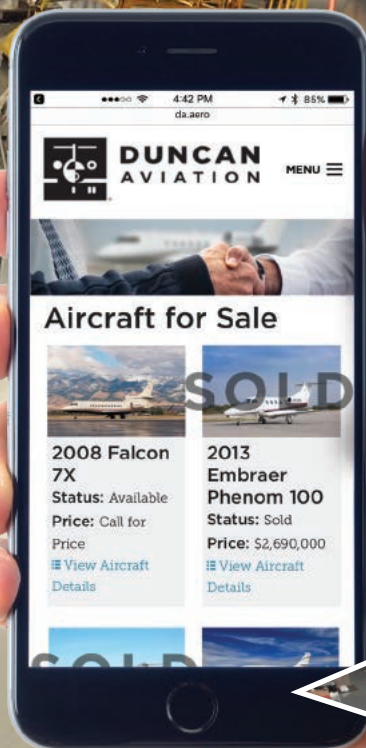 4:42 PM
85%
da.aero
DUNCAN
AVIATION
MENU
Aircraft for Sale
SOLD
2008 Falcon
7X
Status: Available
Price: Call for
Price
View Aircraft
Details
2013
Embraer
Phenom 100
Status: Sold
Price: $2,690,000
View Aircraft
Details
SOLD